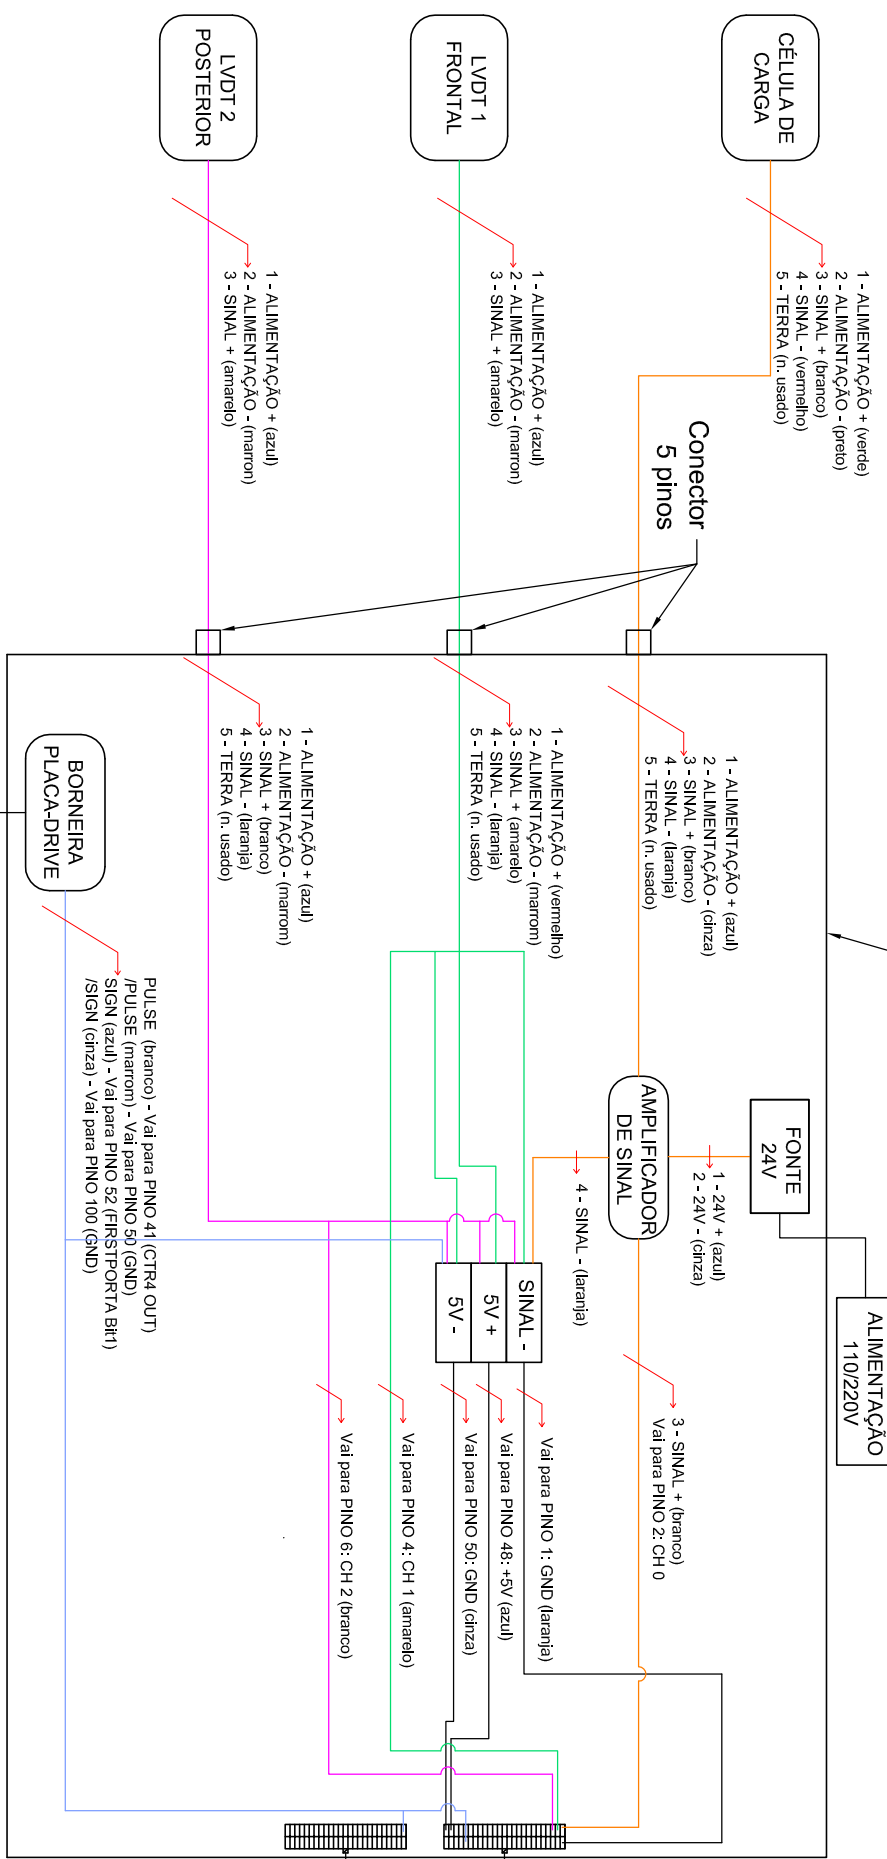 CÉLULA DE
CARGA
1 - ALIMENTAÇÃO + (verde)
2 - ALIMENTAÇÃO - (preto)
3 - SINAL + (branco)
4 - SINAL - (vermelho)
5 - TERRA (n. usado)
LVDT 1
FRONTAL
1 - ALIMENTAÇÃO + (azul)
2 - ALIMENTAÇÃO - (marron)
3 - SINAL + (amarelo)
LVDT 2
POSTERIOR
1 - ALIMENTAÇÃO + (azul)
2 - ALIMENTAÇÃO - (marron)
3 - SINAL + (amarelo)
Conector
5 pinos
1 - ALIMENTAÇÃO + (azul)
2 - ALIMENTAÇÃO - (cinza)
3 - SINAL + (branco)
4 - SINAL - (laranja)
5 - TERRA (n. usado)
1 - ALIMENTAÇÃO + (vermelho)
2 - ALIMENTAÇÃO - (marrom)
3 - SINAL + (amarelo)
4 - SINAL - (laranja)
5 - TERRA (n. usado)
1 - ALIMENTAÇÃO + (azul)
2 - ALIMENTAÇÃO - (marrom)
3 - SINAL + (branco)
4 - SINAL - (laranja)
5 - TERRA (n. usado)
BORNEIRA
PLACA-DRIVE
PULSE (branco) - Vai para PINO 41 (CTR4 OUT)
/PULSE (marrom) - Vai para PINO 50 (GND)
SIGN (azul) - Vai para PINO 52 (FIRSTPORTA Bit1)
/SIGN (cinza) - Vai para PINO 100 (GND)
FONTE
24V
AMPLIFICADOR
DE SINAL
1 - 24V + (azul)
2 - 24V - (cinza)
4 - SINAL - (laranja)
ALIMENTAÇÃO
110/220V
SINAL -
5V +
5V -
3 - SINAL + (branco)
Vai para PINO 2: CH 0
Vai para PINO 1: GND (laranja)
Vai para PINO 48: +5V (azul)
Vai para PINO 50: GND (cinza)
Vai para PINO 4: CH 1 (amarelo)
Vai para PINO 6: CH 2 (branco)